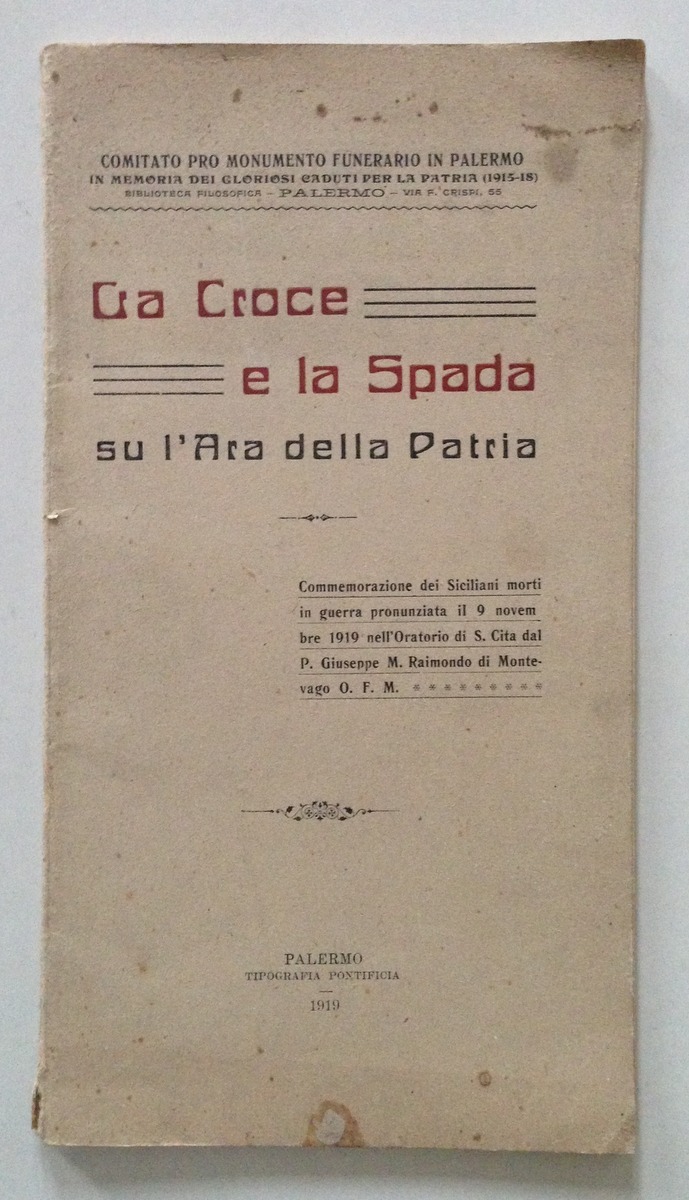 COMITATO PRO MONUMENTO FUNERARIO IN PALERMO
IN MEMORIA DEI GLORIOSI CADUTI PER LA PATRIA (1915-18)
BIBLIOTECA FILOSOFICA – PALERMO – VIA F. CRISPI, 55
La Croce
e la Spada
su l'Ara della Patria
Commemorazione dei Siciliani morti
in guerra pronunziata il 9 novem
bre 1919 nell'Oratorio di S. Cita dal
P. Giuseppe M. Raimondo di Monte-
vago O. F. M. * * * * * * * * *
PALERMO
TIPOGRAFIA PONTIFICIA
1919